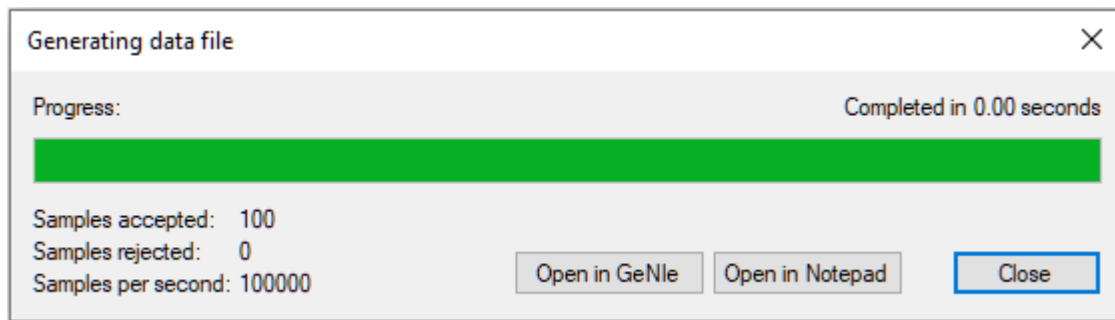 Generating data file
Progress: Completed in 0.00 seconds
Samples accepted: 100
Samples rejected: 0
Samples per second: 100000
Open in GeNIe Open in Notepad Close